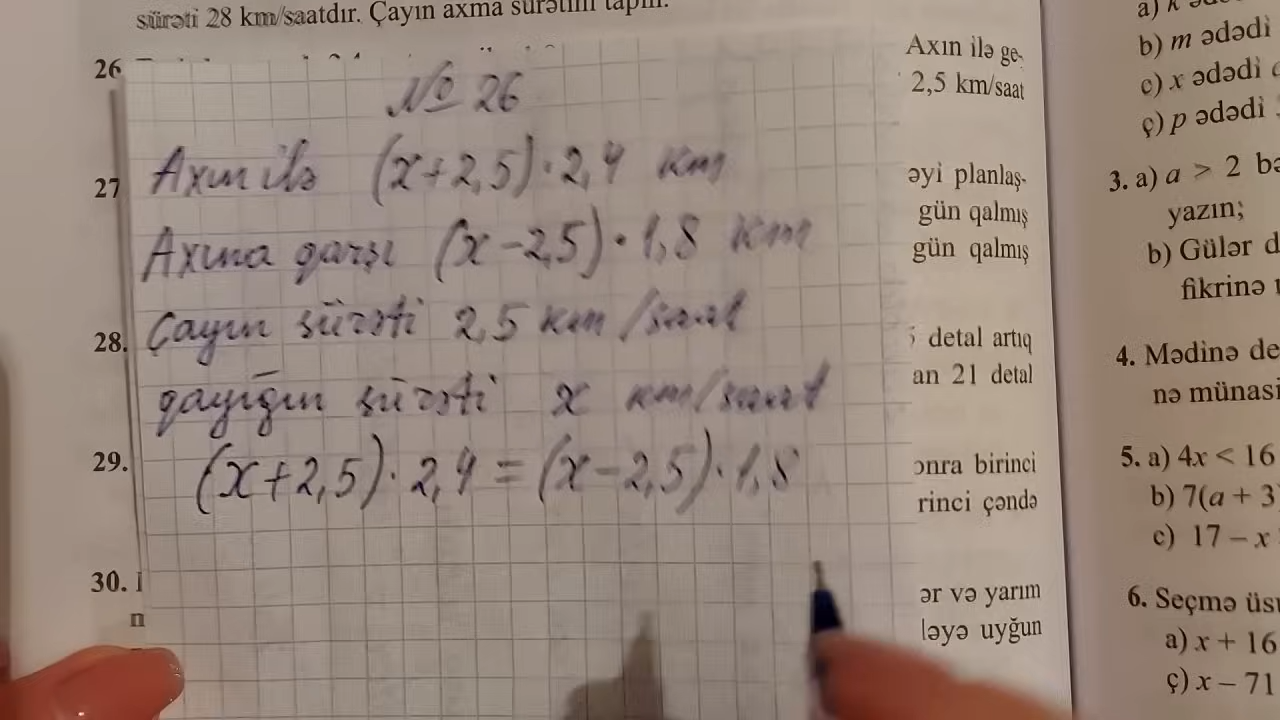 sürəti 28 km/saatdır. Çayın axma sürətini tapın.
26
Axın ilə ge-
2,5 km/saat
27
əyi planlaş-
gün qalmış
gün qalmış
28.
detal artıq
an 21 detal
29.
onra birinci
rinci çəndə
30.
n
ər və yarım
ləyə uyğun
№ 26
Axın ilə (x+2,5)·2,4 km
Axına qarşı (x-2,5)·1,8 km
Çayın sürəti 2,5 km/saat
qayığın sürəti x km/saat
(x+2,5)·2,4=(x-2,5)·1,8
a)
b) m ədədi
c) x ədədi
ç) p ədədi
3. a) a > 2 bə
yazın;
b) Gülər d
fikrinə
4. Mədinə de
nə münasi
5. a) 4x < 16
b) 7(a + 3)
c) 17 – x
6. Seçmə üsu
a) x + 16
ç) x – 71